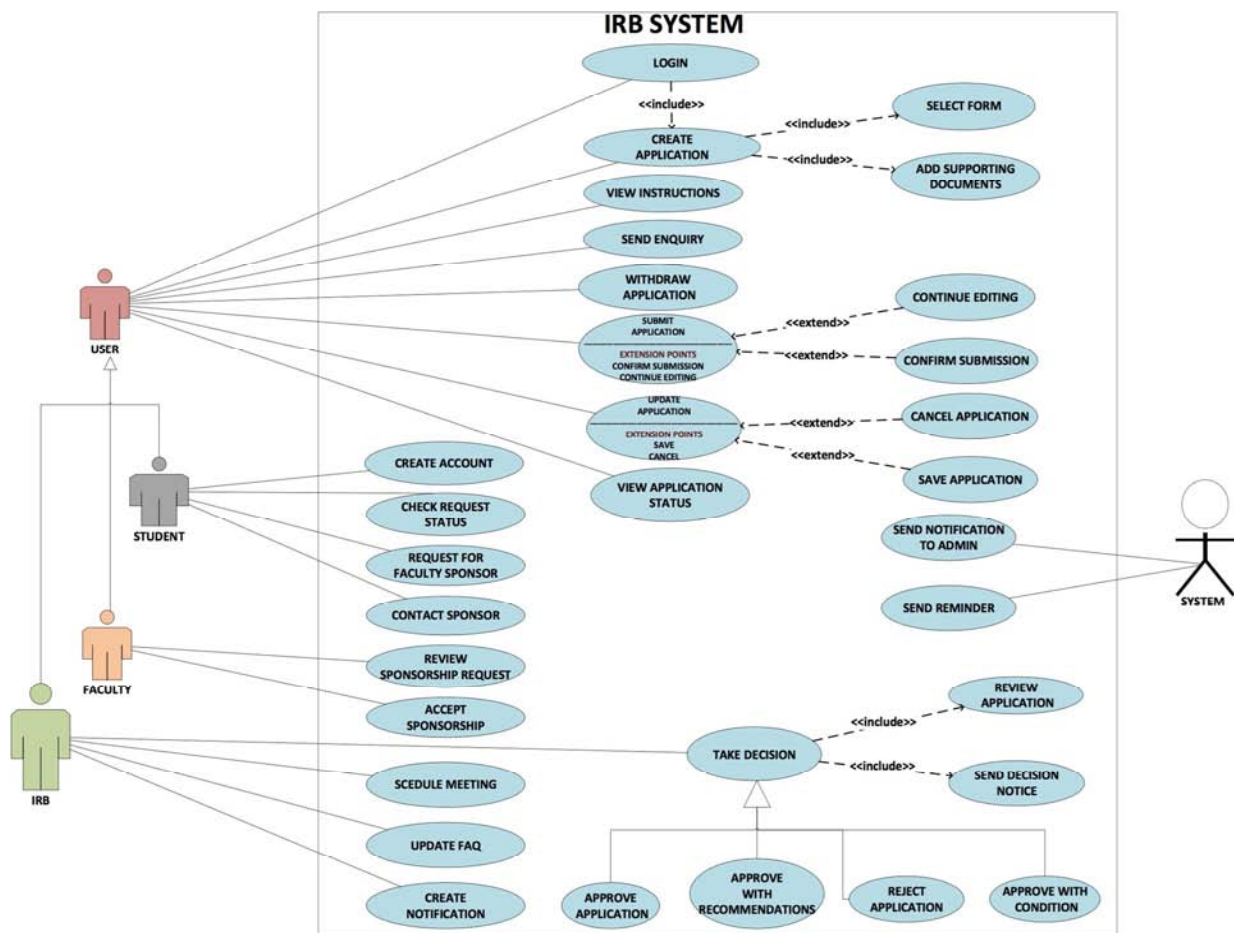 IRB SYSTEM
LOGIN
<<include>>
CREATE
APPLICATION
<<include>>
SELECT FORM
<<include>>
ADD SUPPORTING
DOCUMENTS
VIEW INSTRUCTIONS
SEND ENQUIRY
WITHDRAW
APPLICATION
SUBMIT
APPLICATION
EXTENSION POINTS
CONFIRM SUBMISSION
CONTINUE EDITING
<<extend>>
CONTINUE EDITING
<<extend>>
CONFIRM SUBMISSION
UPDATE
APPLICATION
EXTENSION POINTS
SAVE
CANCEL
<<extend>>
CANCEL APPLICATION
<<extend>>
SAVE APPLICATION
VIEW APPLICATION
STATUS
USER
STUDENT
CREATE ACCOUNT
CHECK REQUEST
STATUS
REQUEST FOR
FACULTY SPONSOR
CONTACT SPONSOR
SEND NOTIFICATION
TO ADMIN
SEND REMINDER
SYSTEM
FACULTY
REVIEW
SPONSORSHIP REQUEST
ACCEPT
SPONSORSHIP
IRB
SCEDULE MEETING
UPDATE FAQ
CREATE
NOTIFICATION
TAKE DECISION
<<include>>
REVIEW
APPLICATION
<<include>>
SEND DECISION
NOTICE
APPROVE
APPLICATION
APPROVE
WITH
RECOMMENDATIONS
REJECT
APPLICATION
APPROVE WITH
CONDITION